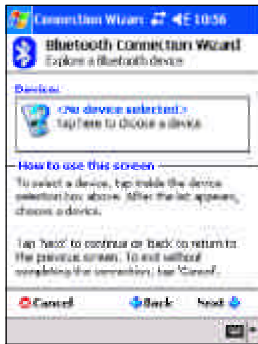 Connection Wizard 10:56
Bluetooth Connection Wizard
Explore a Bluetooth device
Devices
<No device selected>
Tap here to choose a device
How to use this screen
To select a device, tap inside the device
selection box above. After the list appears,
choose a device.
Tap 'Next' to continue or 'Back' to return to
the previous screen. To exit without
completing the connection, tap 'Cancel'.
Cancel Back Next